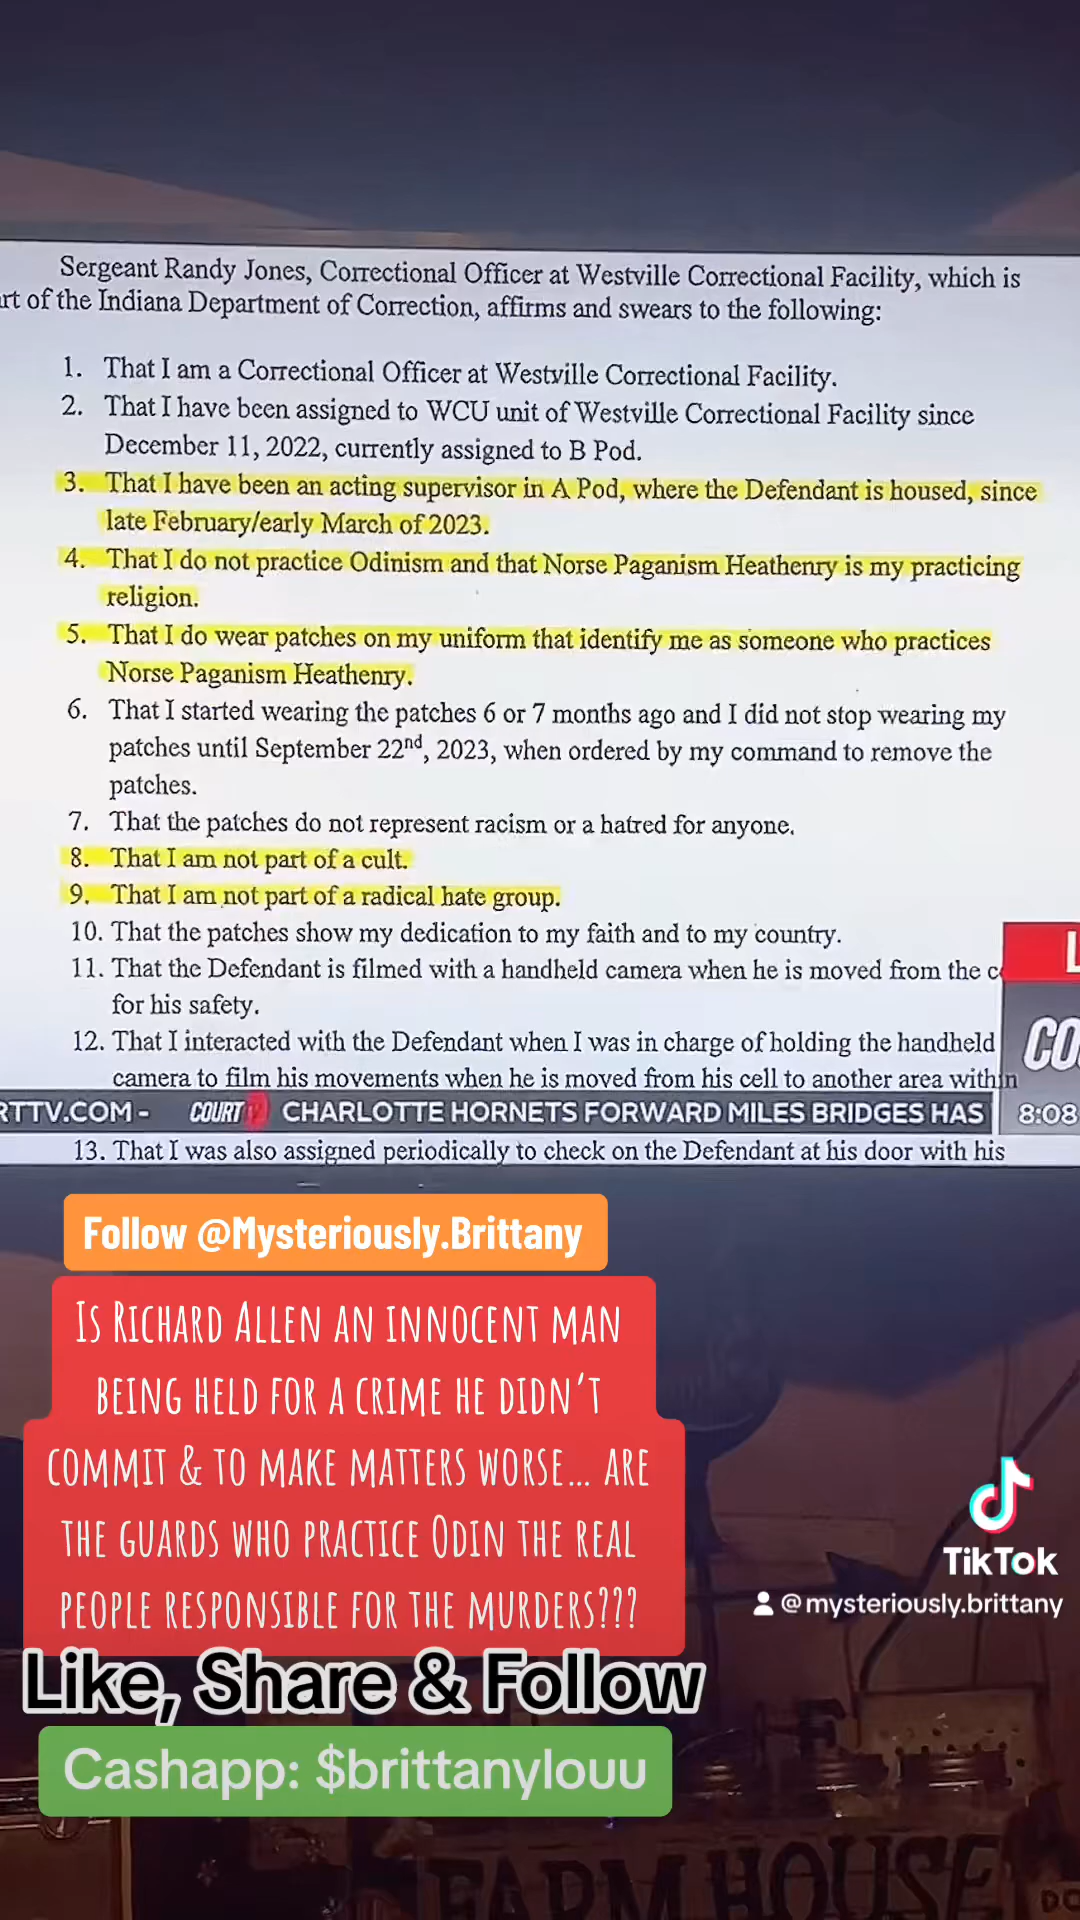 Sergeant Randy Jones, Correctional Officer at Westville Correctional Facility, which is
rt of the Indiana Department of Correction, affirms and swears to the following:
1. That I am a Correctional Officer at Westville Correctional Facility.
2. That I have been assigned to WCU unit of Westville Correctional Facility since
December 11, 2022, currently assigned to B Pod.
3. That I have been an acting supervisor in A Pod, where the Defendant is housed, since
late February/early March of 2023.
4. That I do not practice Odinism and that Norse Paganism Heathenry is my practicing
religion.
5. That I do wear patches on my uniform that identify me as someone who practices
Norse Paganism Heathenry.
6. That I started wearing the patches 6 or 7 months ago and I did not stop wearing my
patches until September 22nd, 2023, when ordered by my command to remove the
patches.
7. That the patches do not represent racism or a hatred for anyone.
8. That I am not part of a cult.
9. That I am not part of a radical hate group.
10. That the patches show my dedication to my faith and to my country.
11. That the Defendant is filmed with a handheld camera when he is moved from the c
L
for his safety.
12. That I interacted with the Defendant when I was in charge of holding the handheld
CO
camera to film his movements when he is moved from his cell to another area within
RTTV.COM - COURT TV CHARLOTTE HORNETS FORWARD MILES BRIDGES HAS 8:08
13. That I was also assigned periodically to check on the Defendant at his door with his
Follow @Mysteriously.Brittany
Is Richard Allen an innocent man
being held for a crime he didn't
commit & to make matters worse... are
the guards who practice Odin the real
people responsible for the murders???
TikTok
@mysteriously.brittany
Like, Share & Follow
Cashapp: $brittanylouu
FARM HOUSE